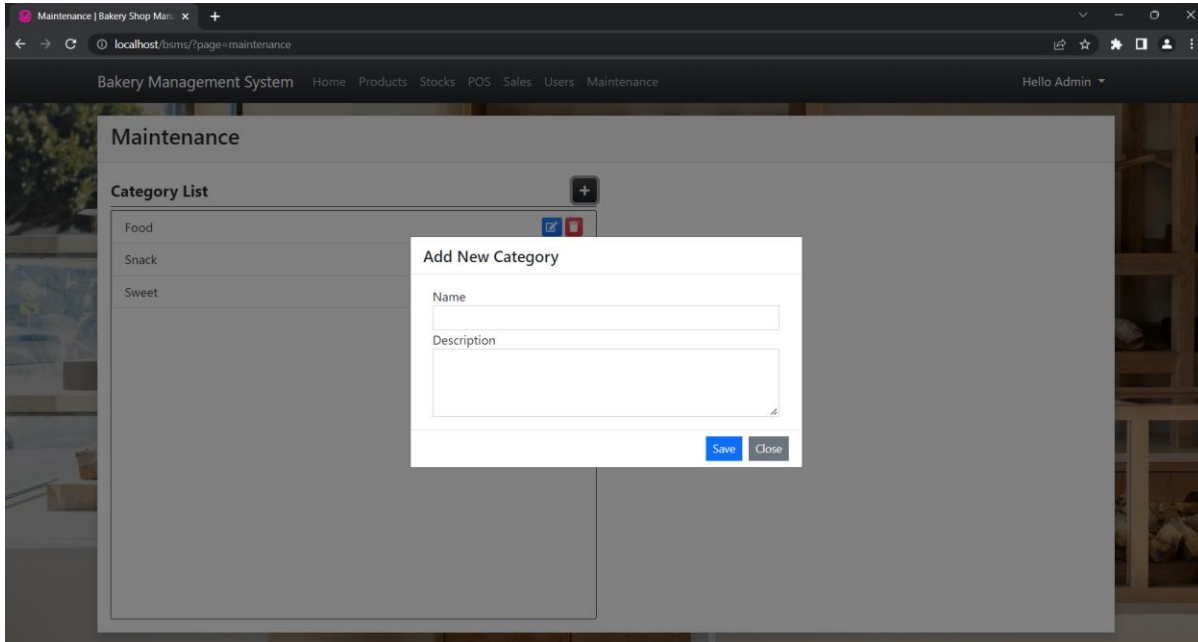 Maintenance | Bakery Shop Man
localhost/bsms/?page=maintenance
Bakery Management System Home Products Stocks POS Sales Users Maintenance Hello Admin
Maintenance
Category List
Food
Snack
Sweet
Add New Category
Name
Description
Save Close